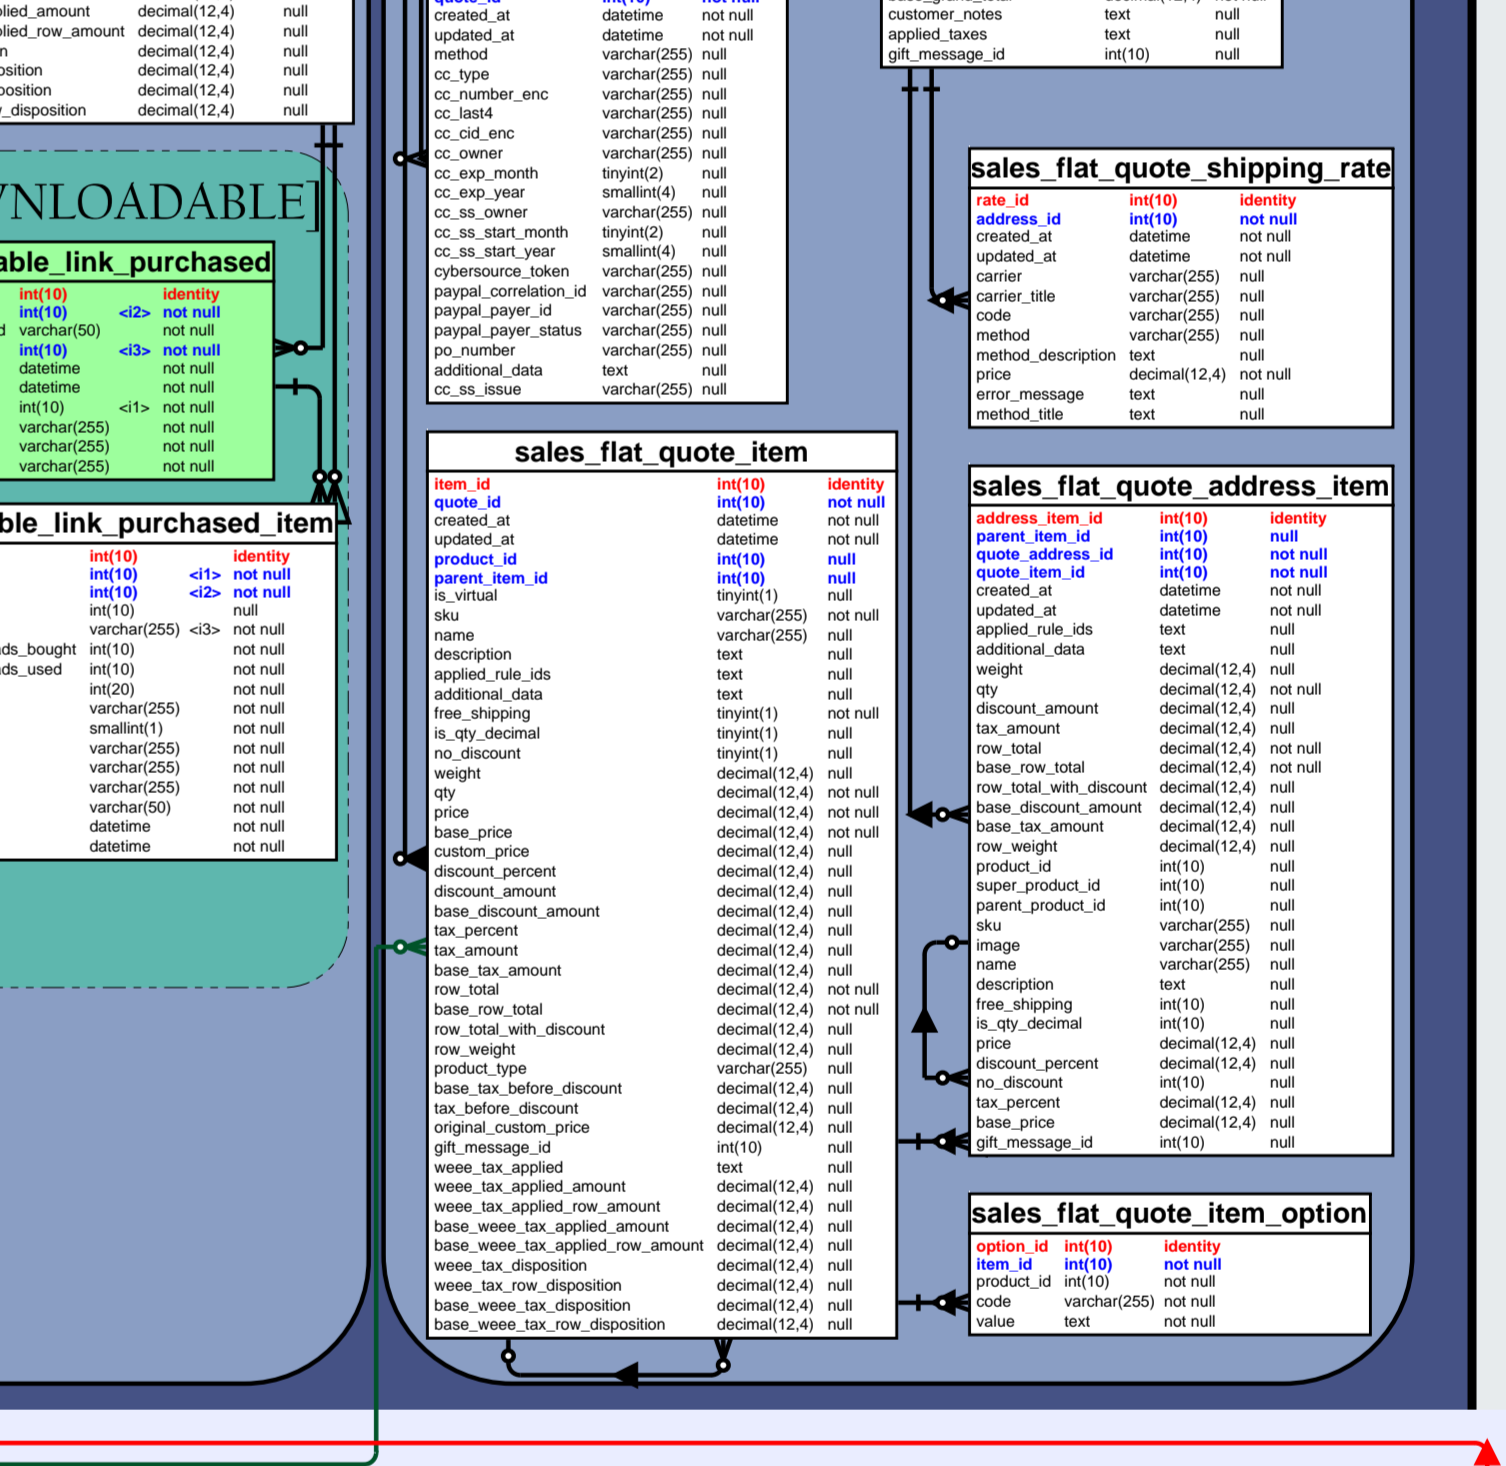 decimal(12,4) null
decimal(12,4) null
decimal(12,4) null
decimal(12,4) null
decimal(12,4) null
w_disposition decimal(12,4) null
quote_id int(10) not null
created_at datetime not null
updated_at datetime not null
method varchar(255) null
cc_type varchar(255) null
cc_number_enc varchar(255) null
cc_last4 varchar(255) null
cc_cid_enc varchar(255) null
cc_owner varchar(255) null
cc_exp_month tinyint(2) null
cc_exp_year smallint(4) null
cc_ss_owner varchar(255) null
cc_ss_start_month tinyint(2) null
cc_ss_start_year smallint(4) null
cybersource_token varchar(255) null
paypal_correlation_id varchar(255) null
paypal_payer_id varchar(255) null
paypal_payer_status varchar(255) null
po_number varchar(255) null
additional_data text null
cc_ss_issue varchar(255) null
customer_notes text null
applied_taxes text null
gift_message_id int(10) null
sales_flat_quote_shipping_rate
rate_id int(10) identity
address_id int(10) not null
created_at datetime not null
updated_at datetime not null
carrier varchar(255) null
carrier_title varchar(255) null
code varchar(255) null
method varchar(255) null
method_description text null
price decimal(12,4) not null
error_message text null
method_title text null
WNLOADABLE]
able_link_purchased
int(10) identity
int(10) <i2> not null
d varchar(50) not null
int(10) <i3> not null
datetime not null
datetime not null
int(10) <i1> not null
varchar(255) not null
varchar(255) not null
varchar(255) not null
able_link_purchased_item
int(10) identity
int(10) <i1> not null
int(10) <i2> not null
int(10) null
varchar(255) <i3> not null
ads_bought int(10) not null
ads_used int(10) not null
int(20) not null
varchar(255) not null
smallint(1) not null
varchar(255) not null
varchar(255) not null
varchar(255) not null
varchar(50) not null
datetime not null
datetime not null
sales_flat_quote_item
item_id int(10) identity
quote_id int(10) not null
created_at datetime not null
updated_at datetime not null
product_id int(10) null
parent_item_id int(10) null
is_virtual tinyint(1) null
sku varchar(255) not null
name varchar(255) null
description text null
applied_rule_ids text null
additional_data text null
free_shipping tinyint(1) not null
is_qty_decimal tinyint(1) null
no_discount tinyint(1) null
weight decimal(12,4) null
qty decimal(12,4) not null
price decimal(12,4) not null
base_price decimal(12,4) not null
custom_price decimal(12,4) null
discount_percent decimal(12,4) null
discount_amount decimal(12,4) null
base_discount_amount decimal(12,4) null
tax_percent decimal(12,4) null
tax_amount decimal(12,4) null
base_tax_amount decimal(12,4) null
row_total decimal(12,4) not null
base_row_total decimal(12,4) not null
row_total_with_discount decimal(12,4) null
row_weight decimal(12,4) null
product_type varchar(255) null
base_tax_before_discount decimal(12,4) null
tax_before_discount decimal(12,4) null
original_custom_price decimal(12,4) null
gift_message_id int(10) null
weee_tax_applied text null
weee_tax_applied_amount decimal(12,4) null
weee_tax_applied_row_amount decimal(12,4) null
base_weee_tax_applied_amount decimal(12,4) null
base_weee_tax_applied_row_amount decimal(12,4) null
weee_tax_disposition decimal(12,4) null
weee_tax_row_disposition decimal(12,4) null
base_weee_tax_disposition decimal(12,4) null
base_weee_tax_row_disposition decimal(12,4) null
sales_flat_quote_address_item
address_item_id int(10) identity
parent_item_id int(10) null
quote_address_id int(10) not null
quote_item_id int(10) not null
created_at datetime not null
updated_at datetime not null
applied_rule_ids text null
additional_data text null
weight decimal(12,4) null
qty decimal(12,4) not null
discount_amount decimal(12,4) null
tax_amount decimal(12,4) null
row_total decimal(12,4) not null
base_row_total decimal(12,4) not null
row_total_with_discount decimal(12,4) null
base_discount_amount decimal(12,4) null
base_tax_amount decimal(12,4) null
row_weight decimal(12,4) null
product_id int(10) null
super_product_id int(10) null
parent_product_id int(10) null
sku varchar(255) null
image varchar(255) null
name varchar(255) null
description text null
free_shipping int(10) null
is_qty_decimal int(10) null
price decimal(12,4) null
discount_percent decimal(12,4) null
no_discount int(10) null
tax_percent decimal(12,4) null
base_price decimal(12,4) null
gift_message_id int(10) null
sales_flat_quote_item_option
option_id int(10) identity
item_id int(10) not null
product_id int(10) not null
code varchar(255) not null
value text not null